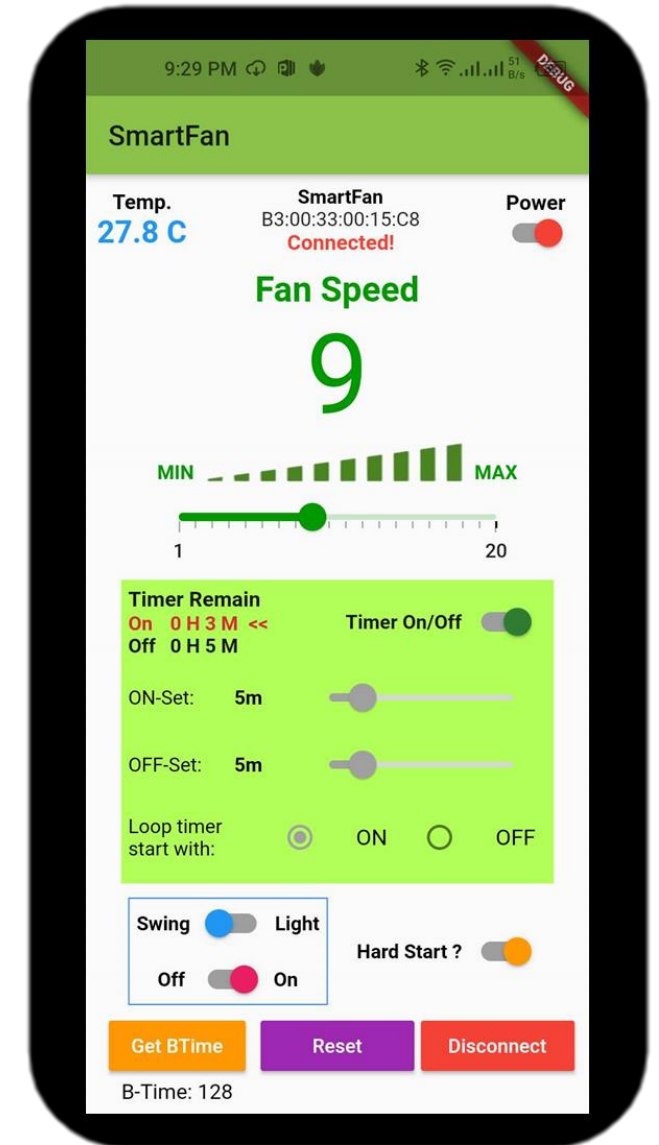 9:29 PM
51
B/s
DEBUG
SmartFan
Temp.
27.8 C
SmartFan
B3:00:33:00:15:C8
Connected!
Power
Fan Speed
9
MIN
MAX
1
20
Timer Remain
On 0 H 3 M <<
Off 0 H 5 M
Timer On/Off
ON-Set: 5m
OFF-Set: 5m
Loop timer
start with:
ON
OFF
Swing Light
Off On
Hard Start ?
Get BTime
Reset
Disconnect
B-Time: 128